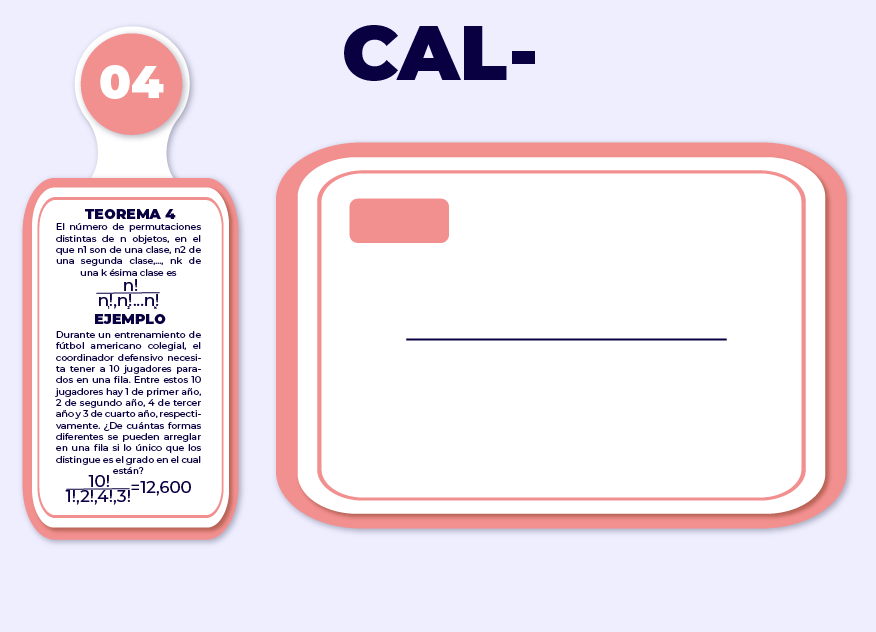 CAL-
04
TEOREMA 4
El número de permutaciones
distintas de n objetos, en el
que n1 son de una clase, n2 de
una segunda clase,..., nk de
una k ésima clase es
n!
n!,n!...n!
EJEMPLO
Durante un entrenamiento de
fútbol americano colegial, el
coordinador defensivo necesi-
ta tener a 10 jugadores para-
dos en una fila. Entre estos 10
jugadores hay 1 de primer año,
2 de segundo año, 4 de tercer
año y 3 de cuarto año, respecti-
vamente. ¿De cuántas formas
diferentes se pueden arreglar
en una fila si lo único que los
distingue es el grado en el cual
están?
10!
1!,2!,4!,3! =12,600